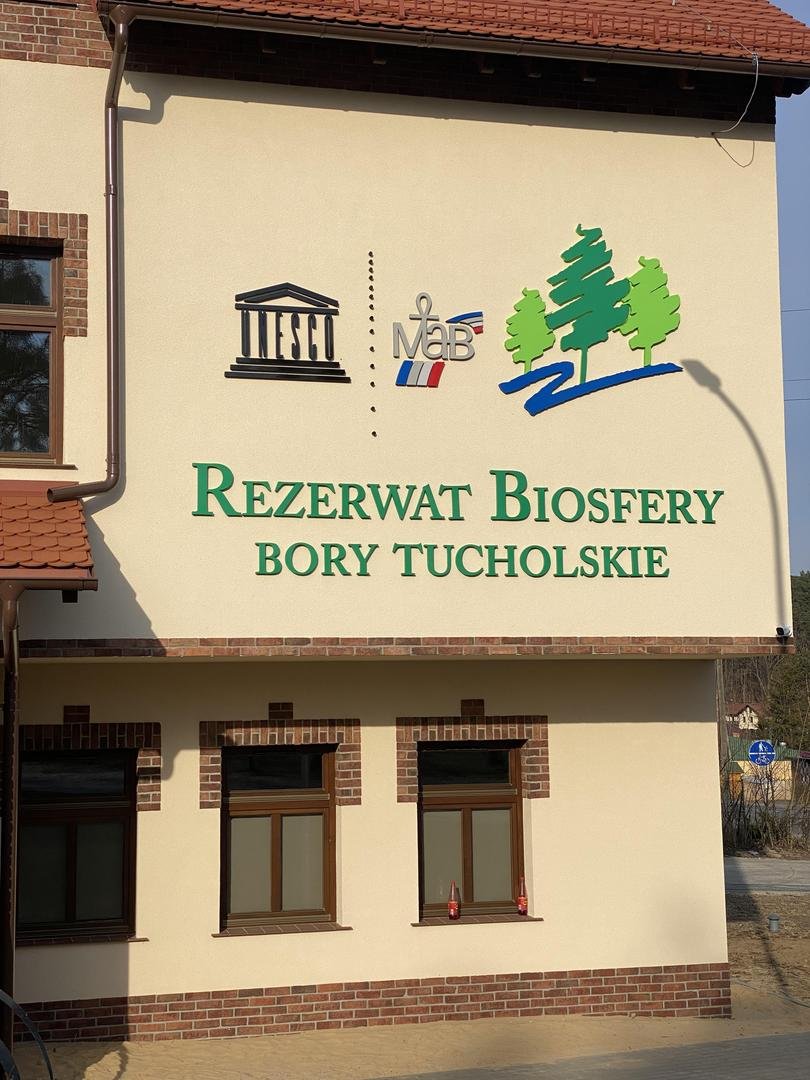 UNESCO
MaB
REZERWAT BIOSFERY
BORY TUCHOLSKIE